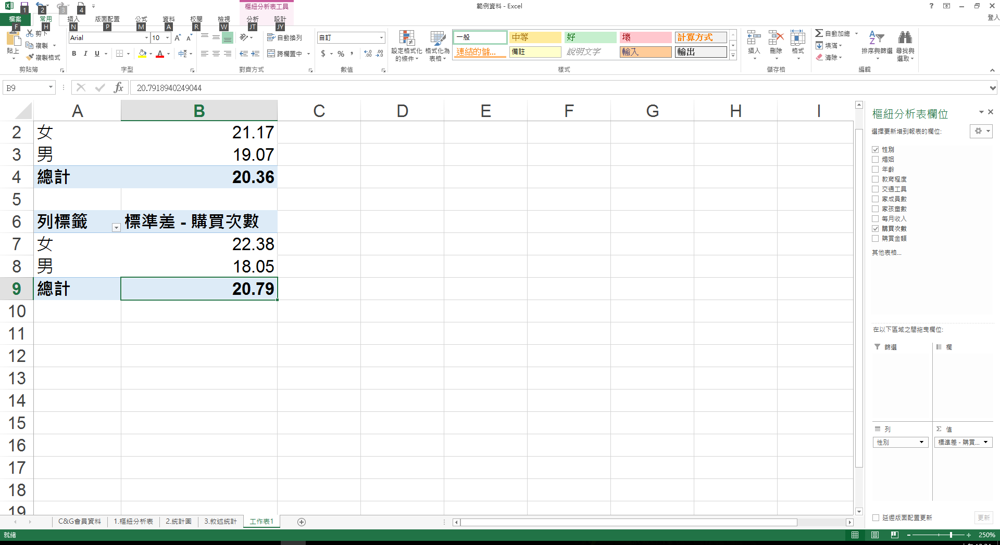 1
2
3
4
樞紐分析表工具
範例資料 - Excel
?
登入
檔案
常用
插入
版面配置
公式
資料
校閱
檢視
分析
設計
F
H
N
P
M
A
R
W
JT
JY
貼上
剪下
複製
複製格式
剪貼簿
Arial
10
B I U
字型
自動換列
跨欄置中
對齊方式
自訂
$ % ,
數值
設定格式化
的條件
格式化為
表格
一般
中等
好
壞
計算方式
連結的儲...
備註
說明文字
輸入
輸出
樣式
插入
刪除
格式
儲存格
自動加總
填滿
清除
排序與篩選
尋找與
選取
編輯
B9
fx
20.7918940249044
A B C D E F G H I
2 女 21.17
3 男 19.07
4 總計 20.36
5
6 列標籤 標準差 - 購買次數
7 女 22.38
8 男 18.05
9 總計 20.79
10
11
12
13
14
15
16
17
18
19
樞紐分析表欄位
選擇要新增到報表的欄位:
性別
婚姻
年齡
教育程度
交通工具
家成員數
家孩童數
每月收入
購買次數
購買金額
其他表格...
在以下區域之間拖曳欄位:
篩選
欄
列
Σ 值
性別
標準差 - 購買...
延遲版面配置更新
更新
C&G會員資料
1.樞紐分析表
2.統計圖
3.敘述統計
工作表1
就緒
250%